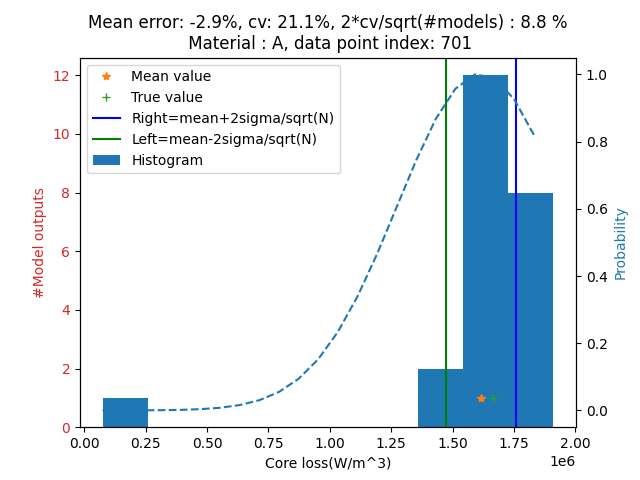 Mean error: -2.9%, cv: 21.1%, 2*cv/sqrt(#models) : 8.8 %
Material : A, data point index: 701
Mean value
True value
Right=mean+2sigma/sqrt(N)
Left=mean-2sigma/sqrt(N)
Histogram
#Model outputs
12
10
8
6
4
2
0
1.0
0.8
0.6
0.4
0.2
0.0
Probability
0.00 0.25 0.50 0.75 1.00 1.25 1.50 1.75 2.00
1e6
Core loss(W/m^3)